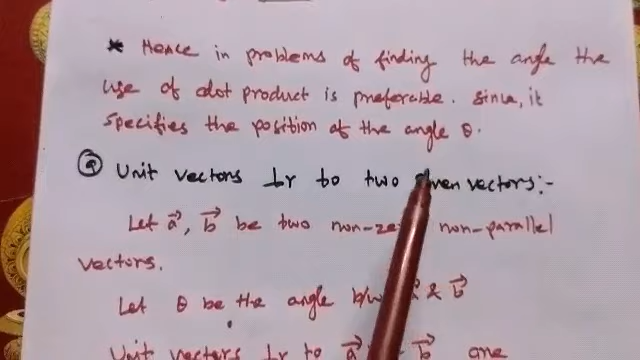 * Hence in problems of finding the angle the
use of dot product is preferable. Since, it
specifies the position of the angle θ.
⑨ Unit vectors ⊥r to two given vectors:-
Let a⃗, b⃗ be two non-zero non-parallel
vectors.
Let θ be the angle b/w a⃗ & b⃗
Unit vectors ⊥r to a⃗ b⃗ are